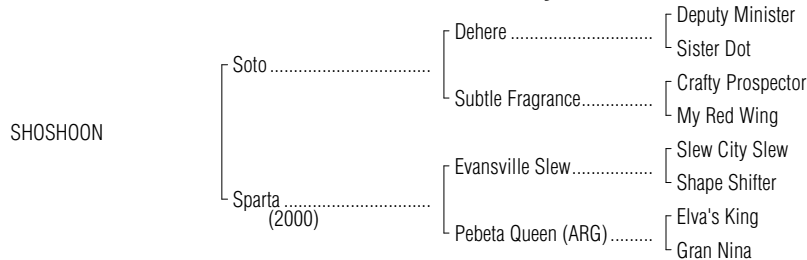 Deputy Minister
Dehere ............................
Sister Dot
Soto ................................
Crafty Prospector
Subtle Fragrance..............
My Red Wing
SHOSHOON
Slew City Slew
Evansville Slew................
Shape Shifter
Sparta .............................
(2000)
Elva's King
Pebeta Queen (ARG).........
Gran Nina